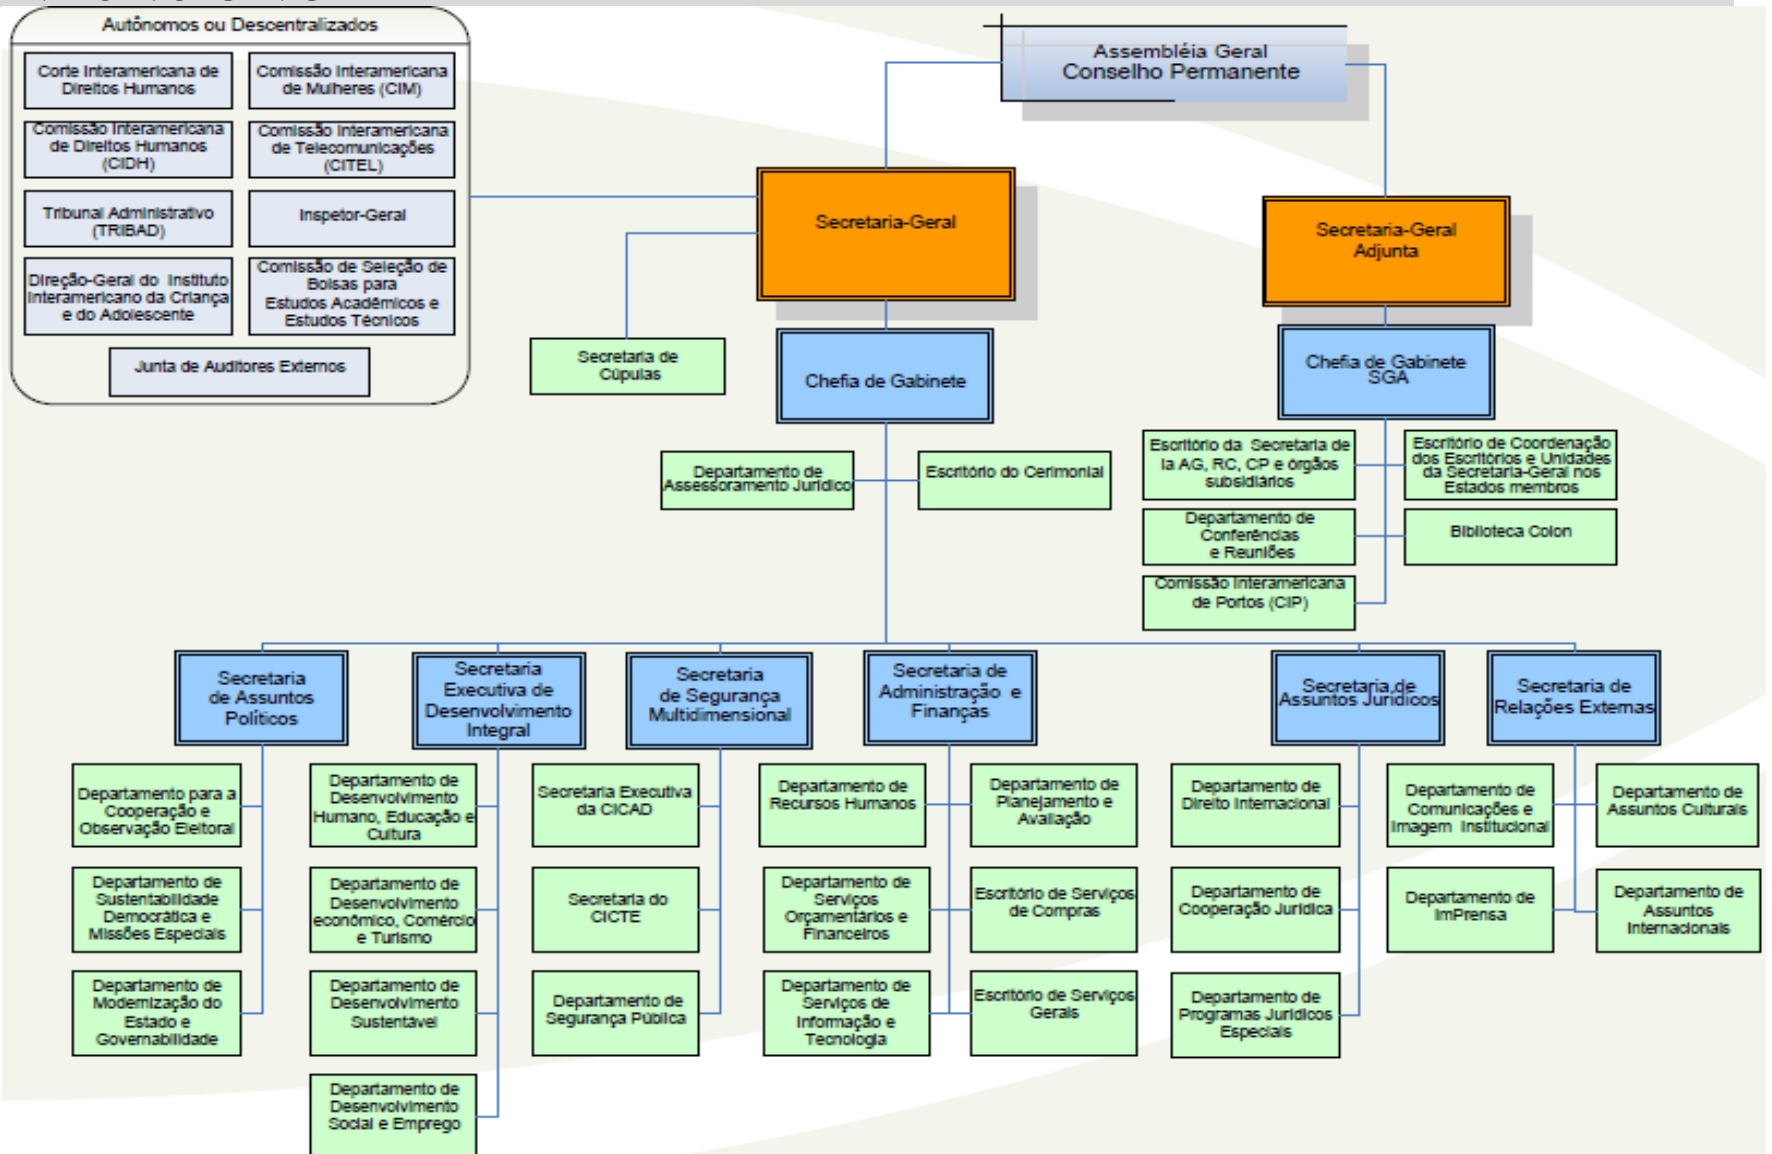 Autônomos ou Descentralizados
Corte Interamericana de
Direitos Humanos
Comissão Interamericana
de Mulheres (CIM)
Comissão Interamericana
de Direitos Humanos
(CIDH)
Comissão Interamericana
de Telecomunicações
(CITEL)
Tribunal Administrativo
(TRIBAD)
Inspetor-Geral
Direção-Geral do Instituto
Interamericano da Criança
e do Adolescente
Comissão de Seleção de
Bolsas para
Estudos Acadêmicos e
Estudos Técnicos
Junta de Auditores Externos
Assembléia Geral
Conselho Permanente
Secretaria-Geral
Secretaria-Geral
Adjunta
Secretaria de
Cúpulas
Chefia de Gabinete
Chefia de Gabinete
SGA
Departamento de
Assessoramento Jurídico
Escritório do Cerimonial
Escritório da Secretaria de
la AG, RC, CP e órgãos
subsidiários
Escritório de Coordenação
dos Escritórios e Unidades
da Secretaria-Geral nos
Estados membros
Departamento de
Conferências
e Reuniões
Biblioteca Colon
Comissão Interamericana
de Portos (CIP)
Secretaria
de Assuntos
Políticos
Secretaria
Executiva de
Desenvolvimento
Integral
Secretaria
de Segurança
Multidimensional
Secretaria de
Administração e
Finanças
Secretaria de
Assuntos Jurídicos
Secretaria de
Relações Externas
Departamento para a
Cooperação e
Observação Eleitoral
Departamento de
Desenvolvimento
Humano, Educação e
Cultura
Secretaria Executiva
da CICAD
Departamento de
Recursos Humanos
Departamento de
Planejamento e
Avaliação
Departamento de
Direito Internacional
Departamento de
Comunicações e
Imagem Institucional
Departamento de
Assuntos Culturais
Departamento de
Sustentabilidade
Democrática e
Missões Especiais
Departamento de
Desenvolvimento
econômico, Comércio
e Turismo
Secretaria do
CICTE
Departamento de
Serviços
Orçamentários e
Financeiros
Escritório de Serviços
de Compras
Departamento de
Cooperação Jurídica
Departamento de
ImPrensa
Departamento de
Assuntos
Internacionais
Departamento de
Modernização do
Estado e
Governabilidade
Departamento de
Desenvolvimento
Sustentável
Departamento de
Segurança Pública
Departamento de
Serviços de
Informação e
Tecnologia
Escritório de Serviços
Gerais
Departamento de
Programas Jurídicos
Especiais
Departamento de
Desenvolvimento
Social e Emprego